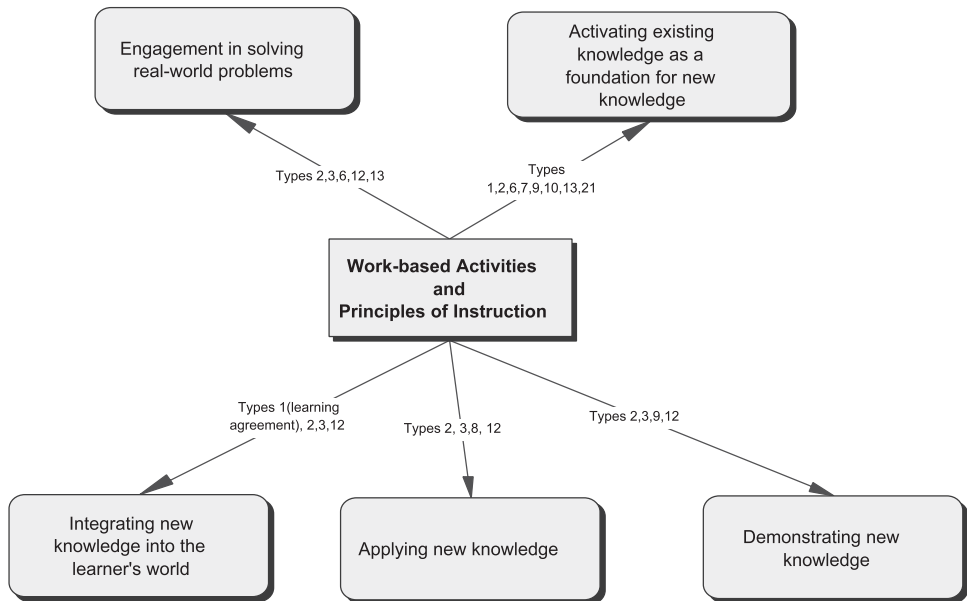 Engagement in solving
real-world problems
Activating existing
knowledge as a
foundation for new
knowledge
Types 2,3,6,12,13
Types
1,2,6,7,9,10,13,21
Work-based Activities
and
Principles of Instruction
Types 1(learning
agreement), 2,3,12
Types 2, 3,8, 12
Types 2,3,9,12
Integrating new
knowledge into the
learner's world
Applying new knowledge
Demonstrating new
knowledge